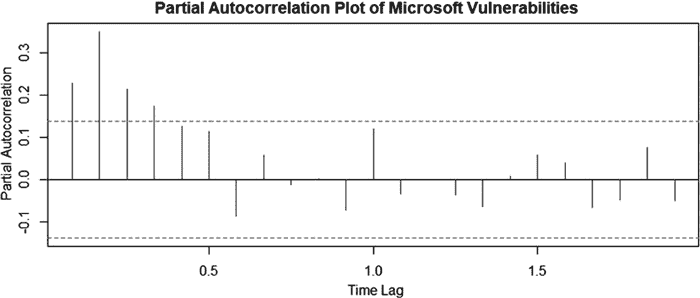 Partial Autocorrelation Plot of Microsoft Vulnerabilities
Partial Autocorrelation
0.3
0.2
0.1
0.0
-0.1
0.5
1.0
1.5
Time Lag